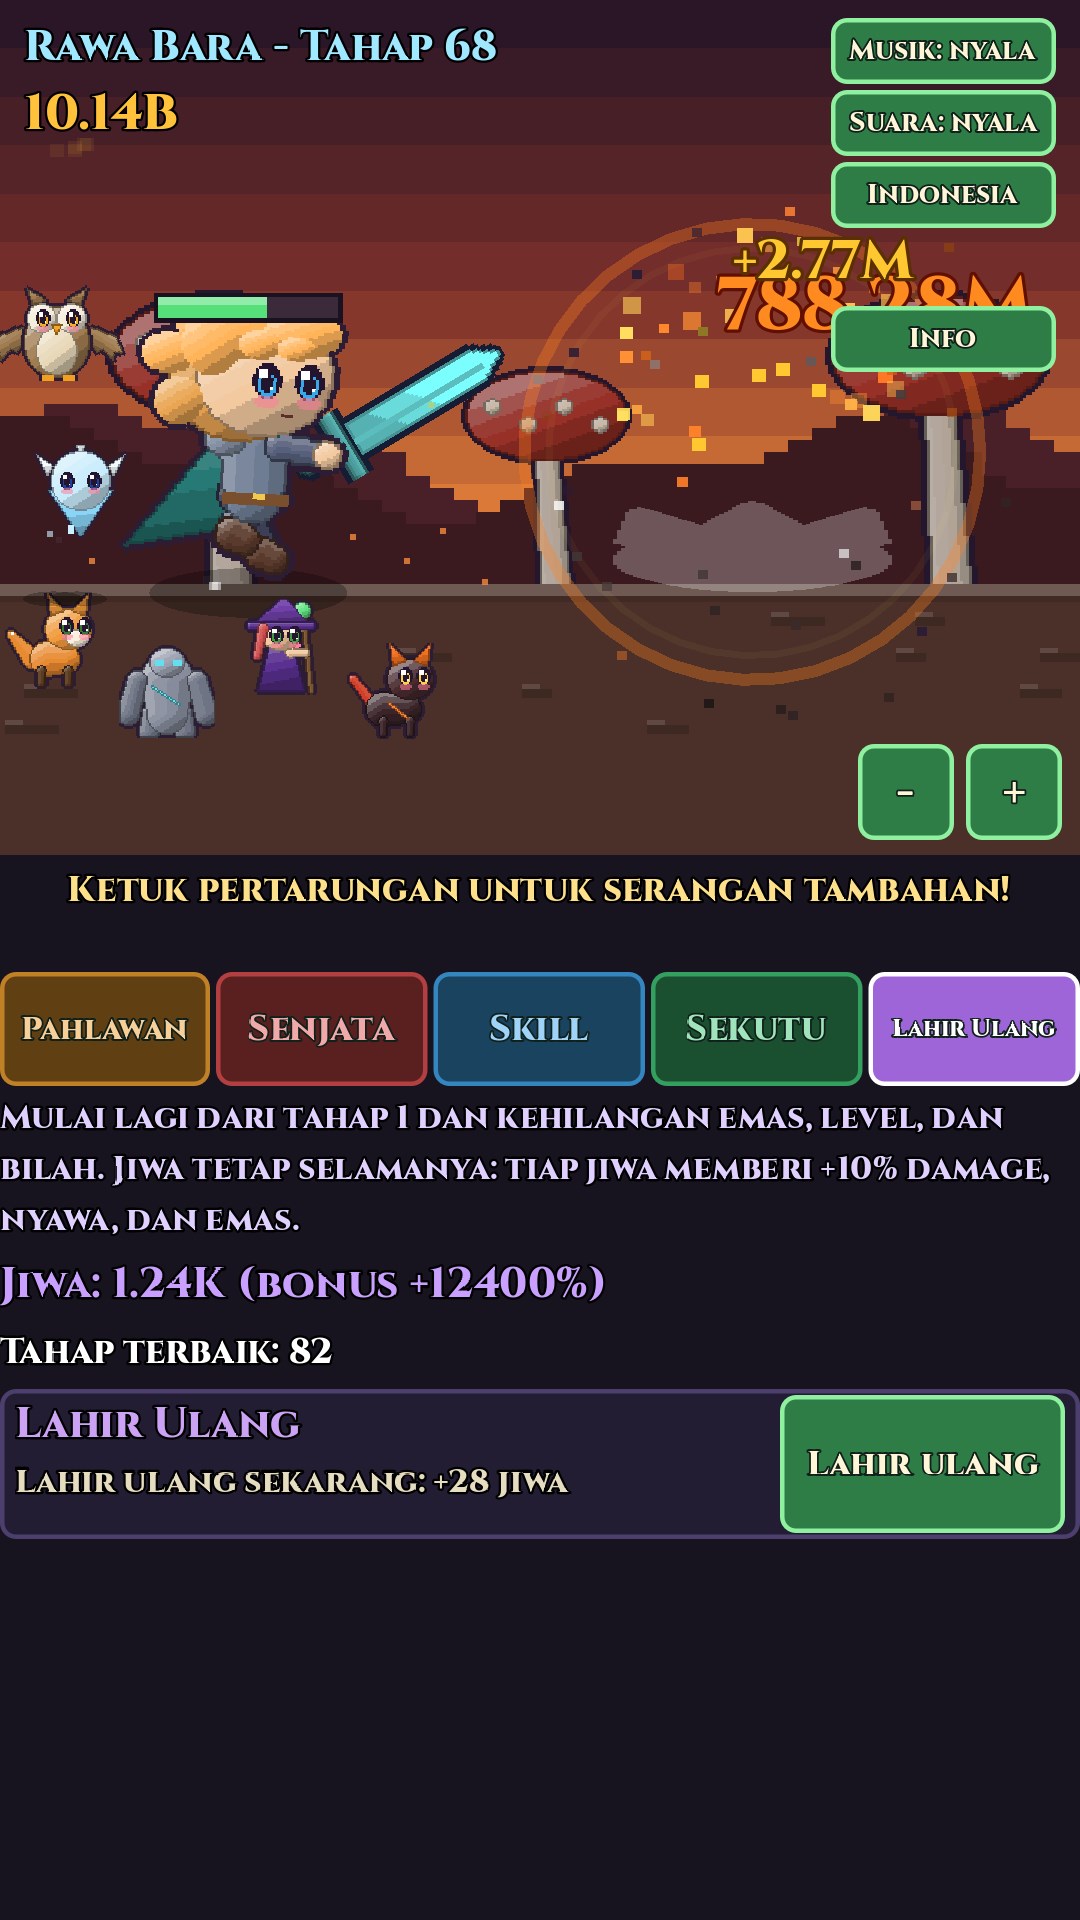 Rawa Bara - Tahap 68
10.14B
Musik: nyala
Suara: nyala
Indonesia
+2.77M
788.28M
Info
-
+
Ketuk pertarungan untuk serangan tambahan!
Pahlawan
Senjata
Skill
Sekutu
Lahir Ulang
Mulai lagi dari tahap 1 dan kehilangan emas, level, dan
bilah. Jiwa tetap selamanya: tiap jiwa memberi +10% damage,
nyawa, dan emas.
Jiwa: 1.24K (bonus +12400%)
Tahap terbaik: 82
Lahir Ulang
Lahir ulang sekarang: +28 jiwa
Lahir ulang